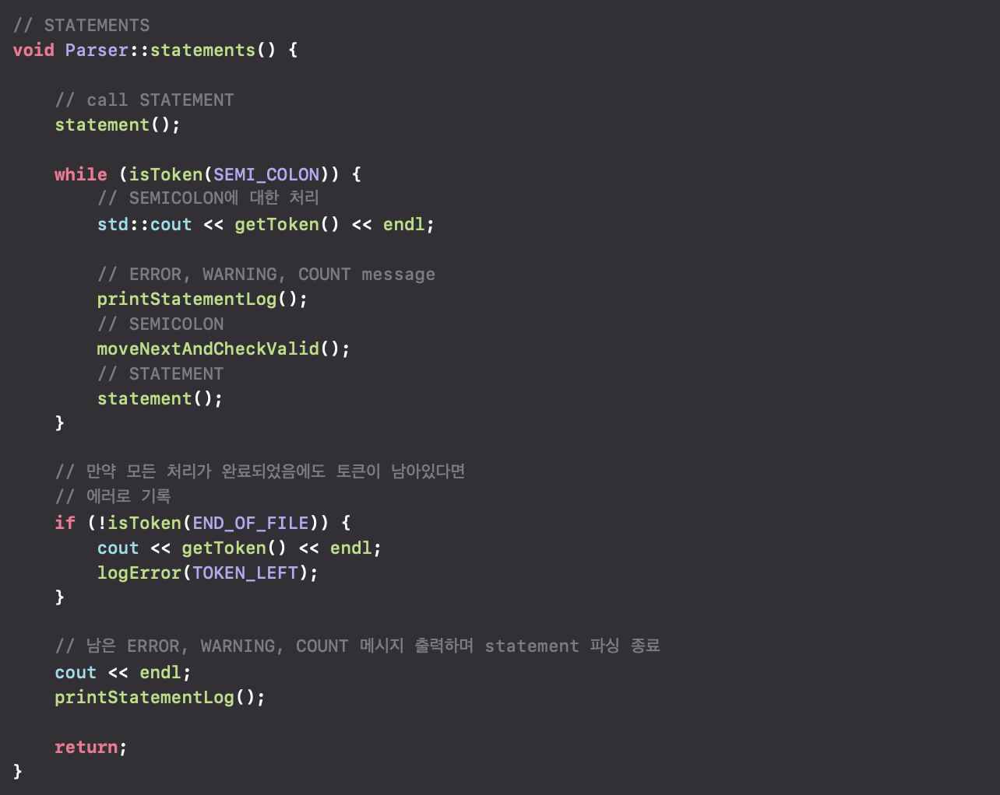 // STATEMENTS
void Parser::statements() {

    // call STATEMENT
    statement();

    while (isToken(SEMI_COLON)) {
        // SEMICOLON에 대한 처리
        std::cout << getToken() << endl;

        // ERROR, WARNING, COUNT message
        printStatementLog();
        // SEMICOLON
        moveNextAndCheckValid();
        // STATEMENT
        statement();
    }

    // 만약 모든 처리가 완료되었음에도 토큰이 남아있다면
    // 에러로 기록
    if (!isToken(END_OF_FILE)) {
        cout << getToken() << endl;
        logError(TOKEN_LEFT);
    }

    // 남은 ERROR, WARNING, COUNT 메시지 출력하며 statement 파싱 종료
    cout << endl;
    printStatementLog();

    return;
}